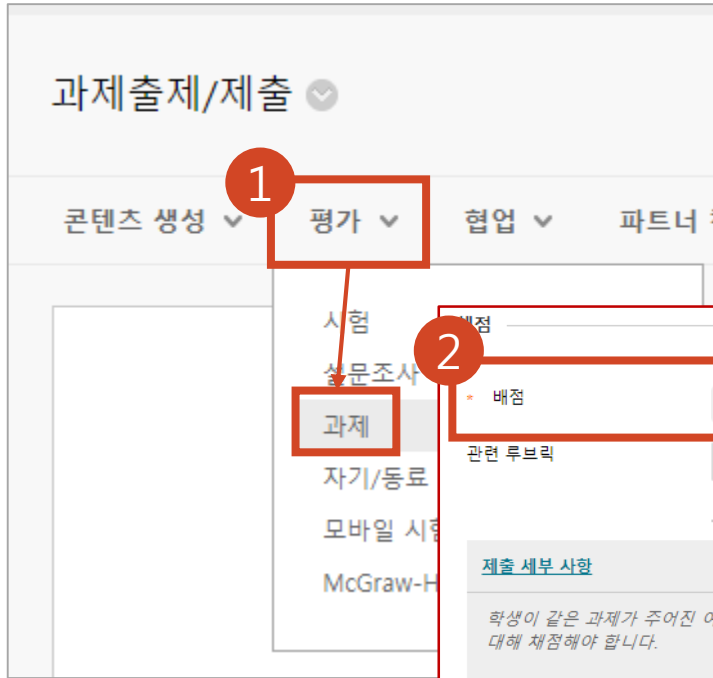 과제출제/제출
1
콘텐츠 생성 평가 협업 파트너
시험
설문조사
과제
자기/동료
모바일 시험
McGraw-H
2
배점
* 배점
관련 루브릭
제출 세부 사항
학생이 같은 과제가 주어진 여
대해 채점해야 합니다.